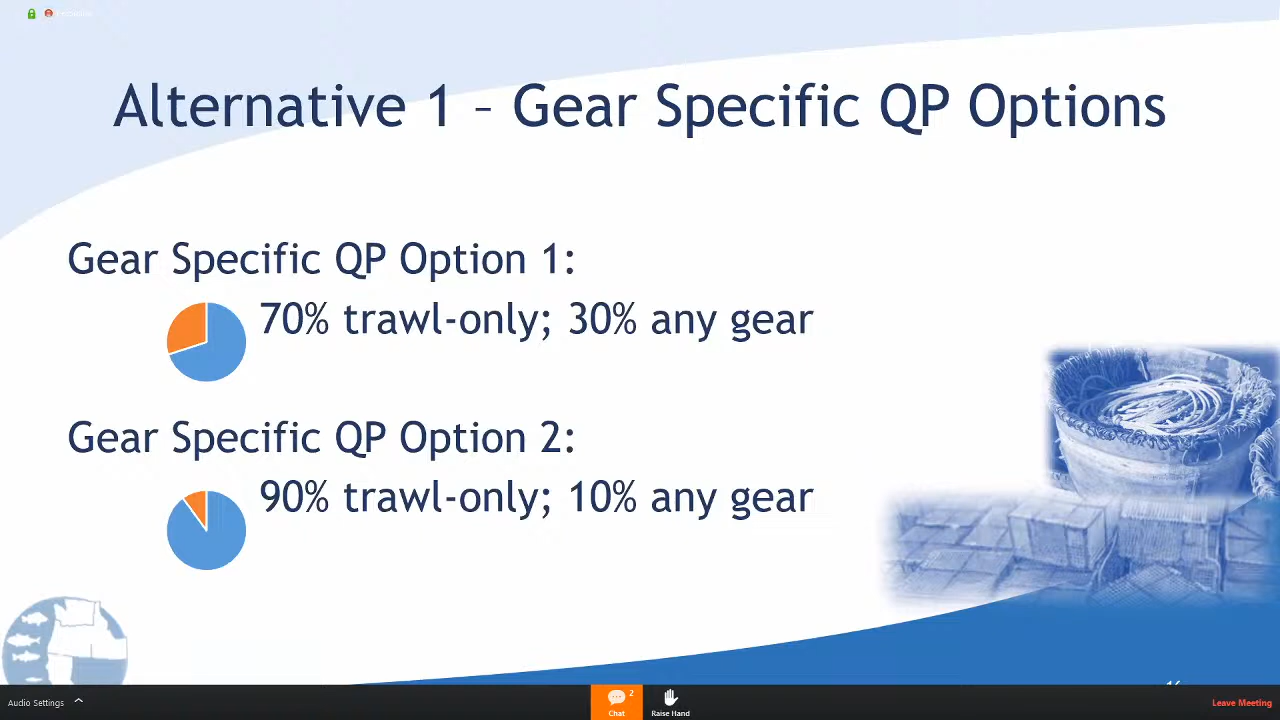 Alternative 1 – Gear Specific QP Options
Gear Specific QP Option 1:
70% trawl-only; 30% any gear
Gear Specific QP Option 2:
90% trawl-only; 10% any gear
Audio Settings
2
Chat
Raise Hand
Leave Meeting